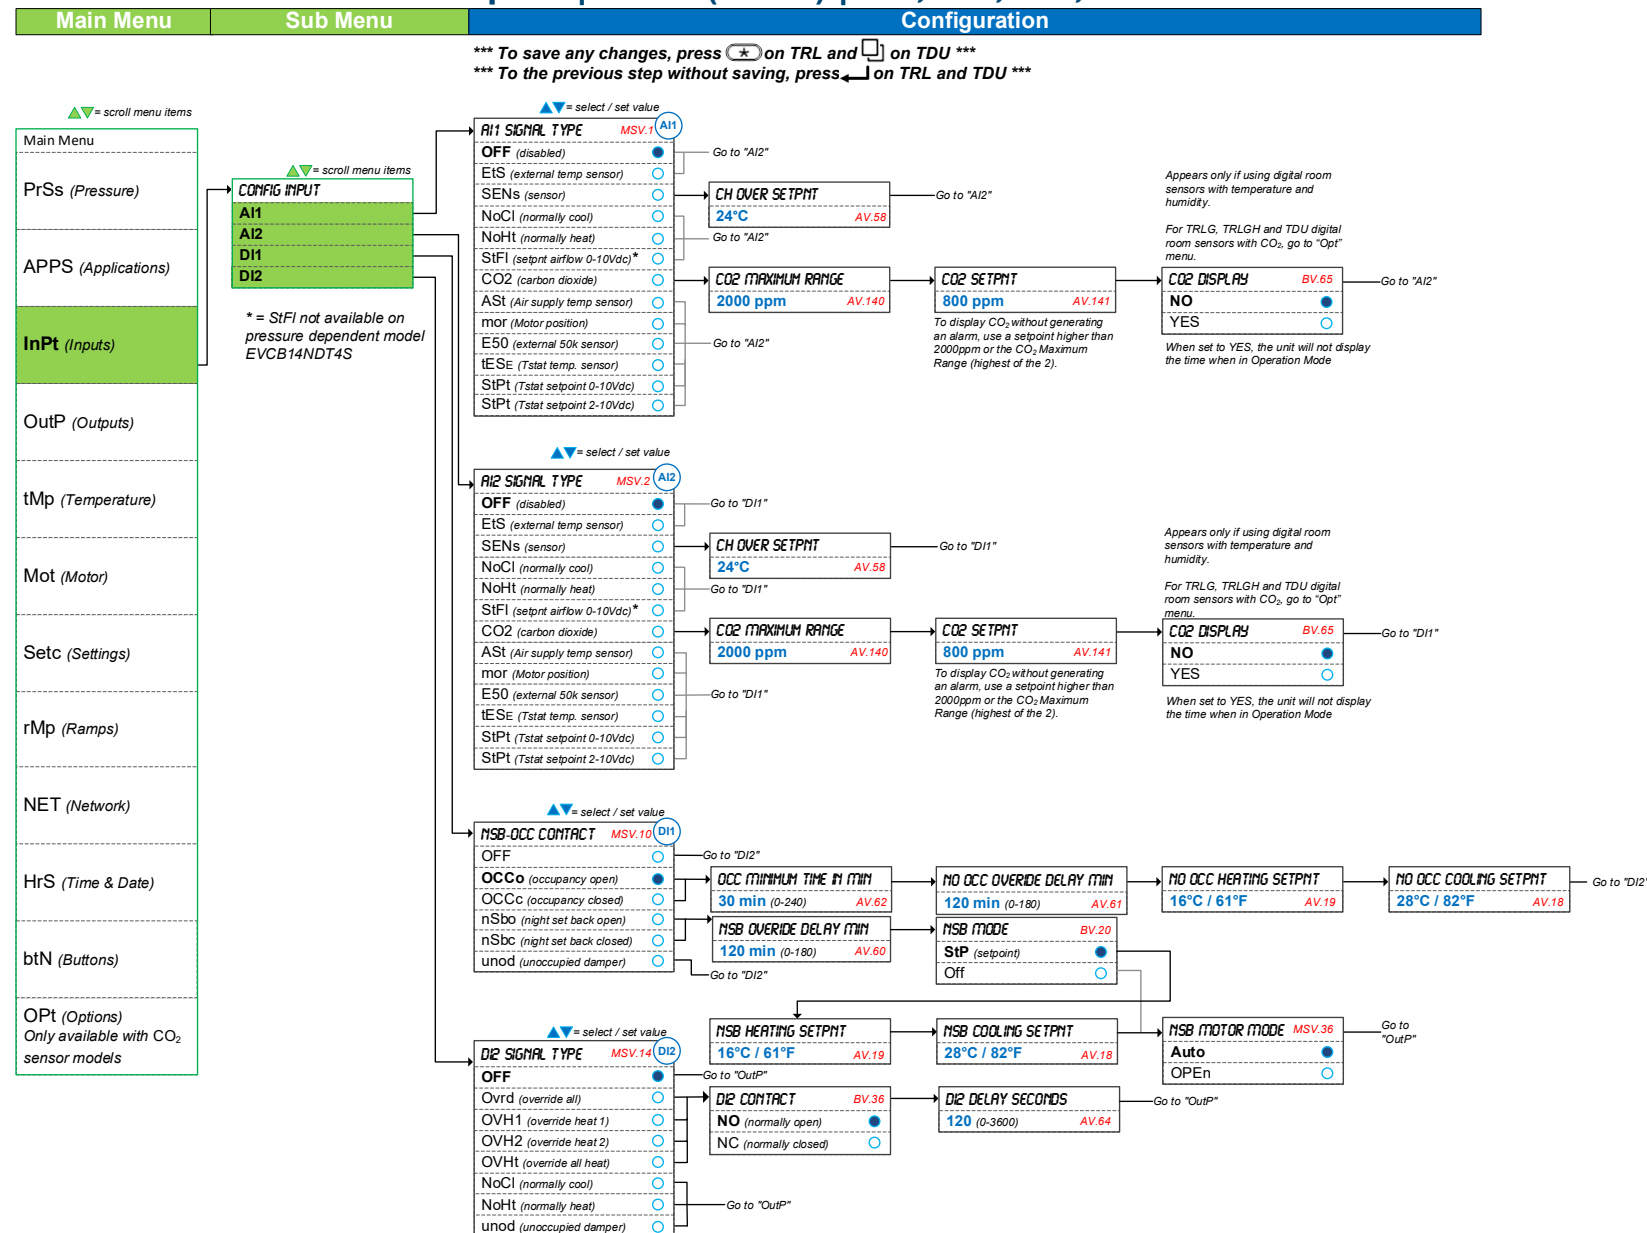 Main Menu
Sub Menu
Configuration
*** To save any changes, press * on TRL and on TDU ***
*** To the previous step without saving, press on TRL and TDU ***
= scroll menu items
Main Menu
PrSs (Pressure)
APPS (Applications)
InPt (Inputs)
OutP (Outputs)
tMp (Temperature)
Mot (Motor)
Setc (Settings)
rMp (Ramps)
NET (Network)
HrS (Time & Date)
btN (Buttons)
OPt (Options)
Only available with CO2
sensor models
= scroll menu items
CONFIG INPUT
AI1
AI2
DI1
DI2
* = StFl not available on
pressure dependent model
EVCB14NDT4S
= select / set value
AI1 SIGNAL TYPE MSV.1 AI1
OFF (disabled)
EtS (external temp sensor)
SENs (sensor)
NoCl (normally cool)
NoHt (normally heat)
StFl (setpnt airflow 0-10Vdc)*
CO2 (carbon dioxide)
ASt (Air supply temp sensor)
mor (Motor position)
E50 (external 50k sensor)
tESE (Tstat temp. sensor)
StPt (Tstat setpoint 0-10Vdc)
StPt (Tstat setpoint 2-10Vdc)
Go to "AI2"
CH OVER SETPNT
24°C AV.58
Go to "AI2"
Go to "AI2"
CO2 MAXIMUM RANGE
2000 ppm AV.140
CO2 SETPNT
800 ppm AV.141
To display CO2 without generating
an alarm, use a setpoint higher than
2000ppm or the CO2 Maximum
Range (highest of the 2).
Appears only if using digital room
sensors with temperature and
humidity.
For TRLG, TRLGH and TDU digital
room sensors with CO2, go to "Opt"
menu.
CO2 DISPLAY BV.65
NO
YES
When set to YES, the unit will not display
the time when in Operation Mode
Go to "AI2"
Go to "AI2"
= select / set value
AI2 SIGNAL TYPE MSV.2 AI2
OFF (disabled)
EtS (external temp sensor)
SENs (sensor)
NoCl (normally cool)
NoHt (normally heat)
StFl (setpnt airflow 0-10Vdc)*
CO2 (carbon dioxide)
ASt (Air supply temp sensor)
mor (Motor position)
E50 (external 50k sensor)
tESE (Tstat temp. sensor)
StPt (Tstat setpoint 0-10Vdc)
StPt (Tstat setpoint 2-10Vdc)
Go to "DI1"
CH OVER SETPNT
24°C AV.58
Go to "DI1"
Go to "DI1"
CO2 MAXIMUM RANGE
2000 ppm AV.140
CO2 SETPNT
800 ppm AV.141
To display CO2 without generating
an alarm, use a setpoint higher than
2000ppm or the CO2 Maximum
Range (highest of the 2).
Appears only if using digital room
sensors with temperature and
humidity.
For TRLG, TRLGH and TDU digital
room sensors with CO2, go to "Opt"
menu.
CO2 DISPLAY BV.65
NO
YES
When set to YES, the unit will not display
the time when in Operation Mode
Go to "DI1"
Go to "DI1"
= select / set value
NSB-OCC CONTACT MSV.10 DI1
OFF
OCCo (occupancy open)
OCCc (occupancy closed)
nSbo (night set back open)
nSbc (night set back closed)
unod (unoccupied damper)
Go to "DI2"
OCC MINIMUM TIME IN MIN
30 min (0-240) AV.62
NO OCC OVERIDE DELAY MIN
120 min (0-180) AV.61
NO OCC HEATING SETPNT
16°C / 61°F AV.19
NO OCC COOLING SETPNT
28°C / 82°F AV.18
Go to "DI2"
NSB OVERIDE DELAY MIN
120 min (0-180) AV.60
NSB MODE BV.20
StP (setpoint)
Off
Go to "DI2"
NSB HEATING SETPNT
16°C / 61°F AV.19
NSB COOLING SETPNT
28°C / 82°F AV.18
NSB MOTOR MODE MSV.36
Auto
OPEn
Go to
"OutP"
= select / set value
DI2 SIGNAL TYPE MSV.14 DI2
OFF
Ovrd (override all)
OVH1 (override heat 1)
OVH2 (override heat 2)
OVHt (override all heat)
NoCl (normally cool)
NoHt (normally heat)
unod (unoccupied damper)
Go to "OutP"
DI2 CONTACT BV.36
NO (normally open)
NC (normally closed)
DI2 DELAY SECONDS
120 (0-3600) AV.64
Go to "OutP"
Go to "OutP"